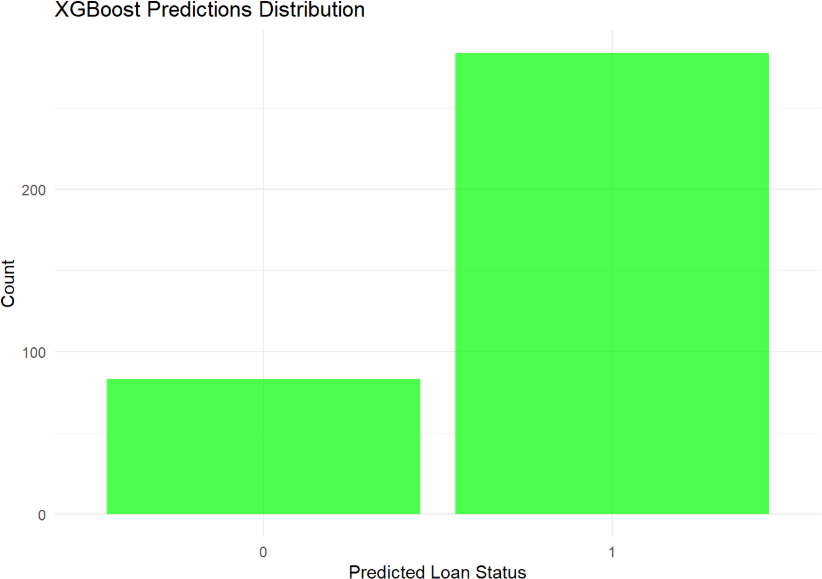 XGBoost Predictions Distribution
200
100
0
Count
0 1
Predicted Loan Status